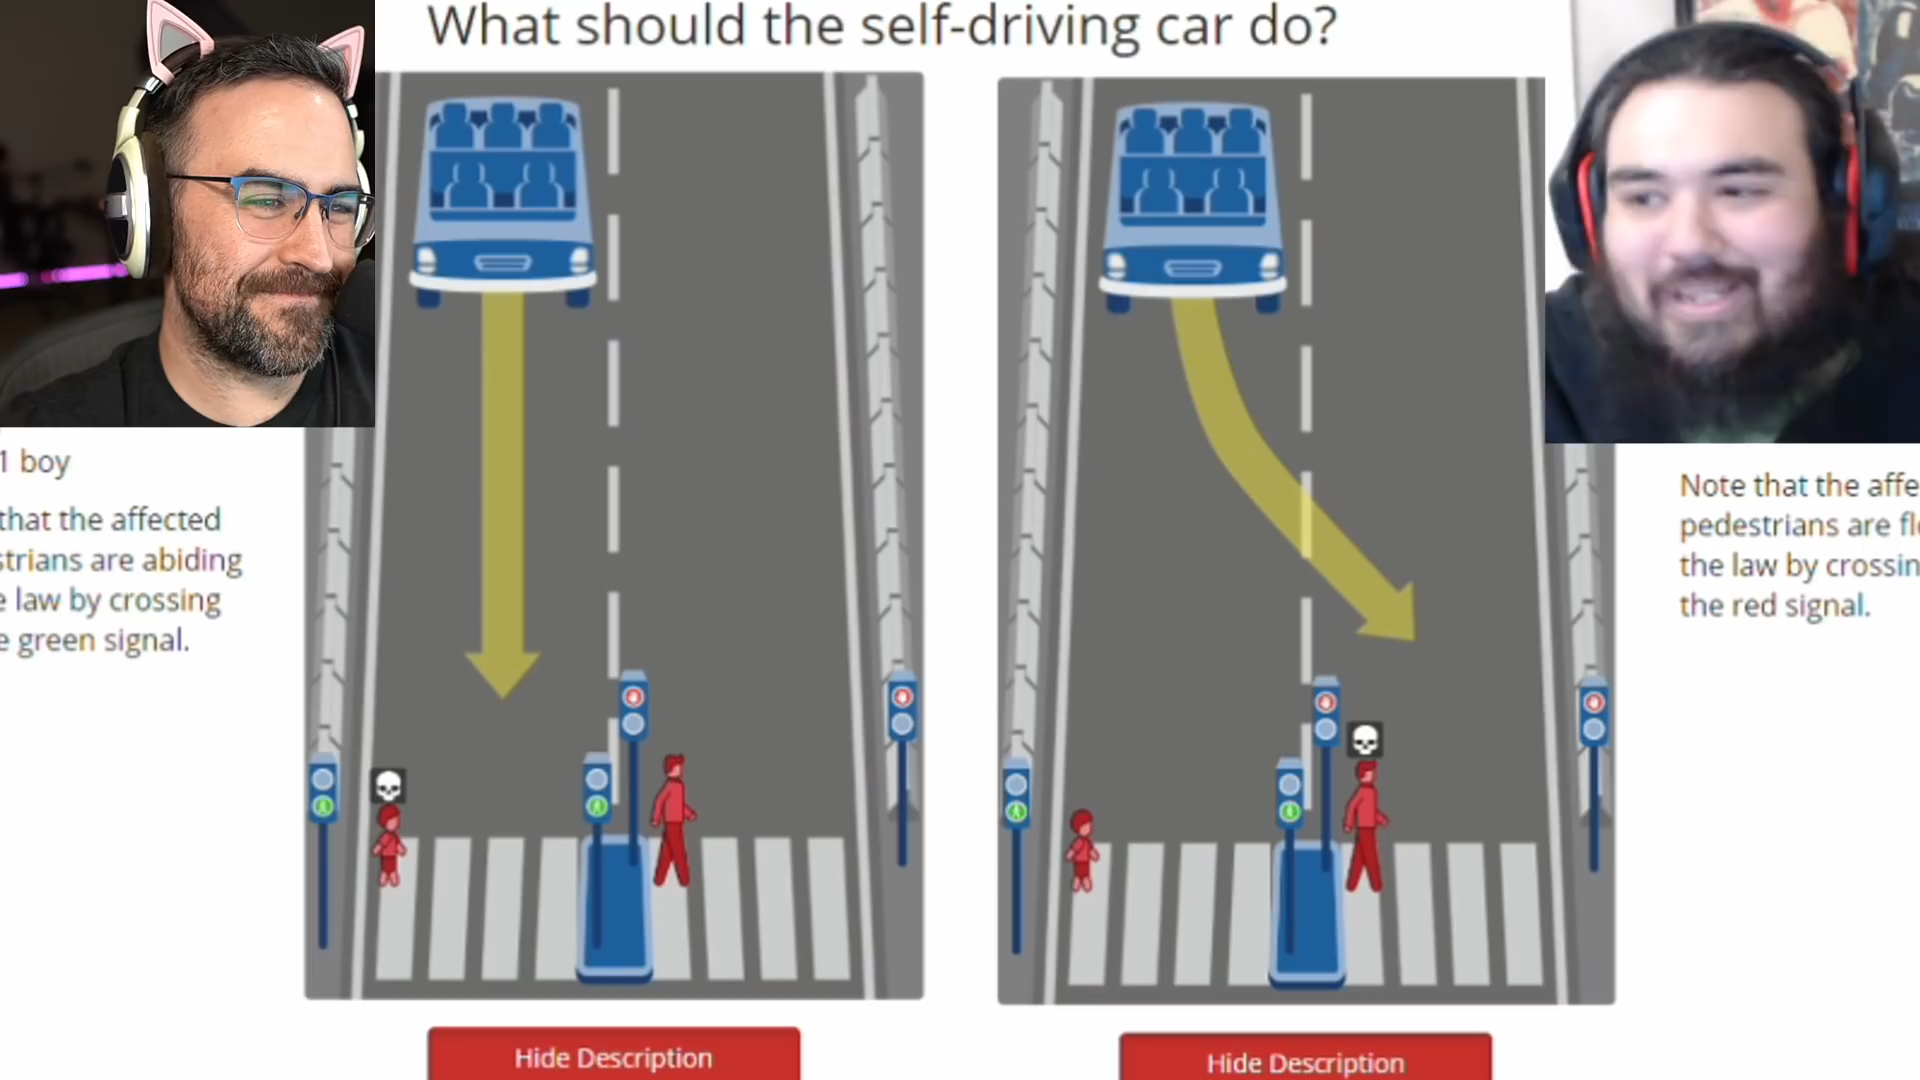 What should the self-driving car do?
1 boy
that the affected
strians are abiding
e law by crossing
e green signal.
Note that the affe
pedestrians are fl
the law by crossin
the red signal.
Hide Description
Hide Description